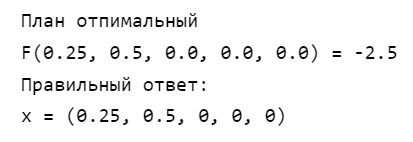 План отпимальный
F(0.25, 0.5, 0.0, 0.0, 0.0) = -2.5
Правильный ответ:
x = (0.25, 0.5, 0, 0, 0)